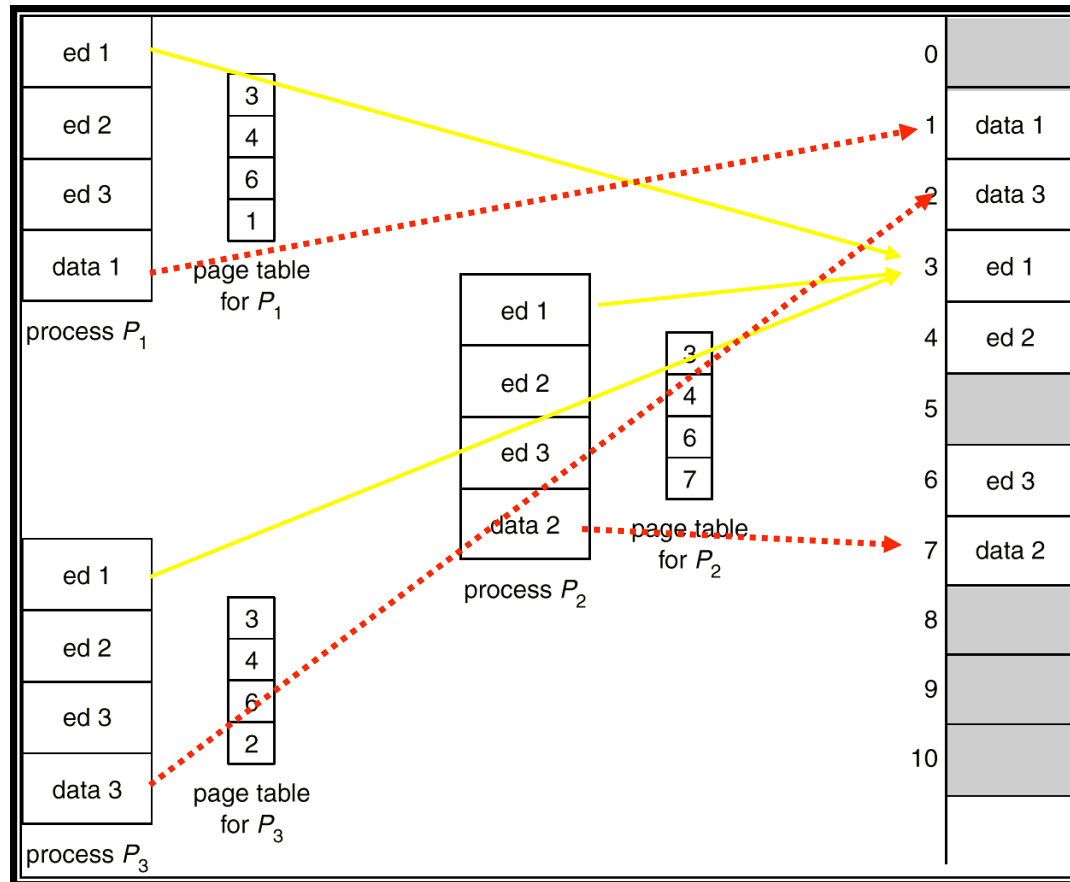 ed 1
ed 2
ed 3
data 1
process P1
3
4
6
1
page table
for P1
ed 1
ed 2
ed 3
data 2
process P2
3
4
6
7
page table
for P2
ed 1
ed 2
ed 3
data 3
process P3
3
4
6
2
page table
for P3
0
1 data 1
2 data 3
3 ed 1
4 ed 2
5
6 ed 3
7 data 2
8
9
10